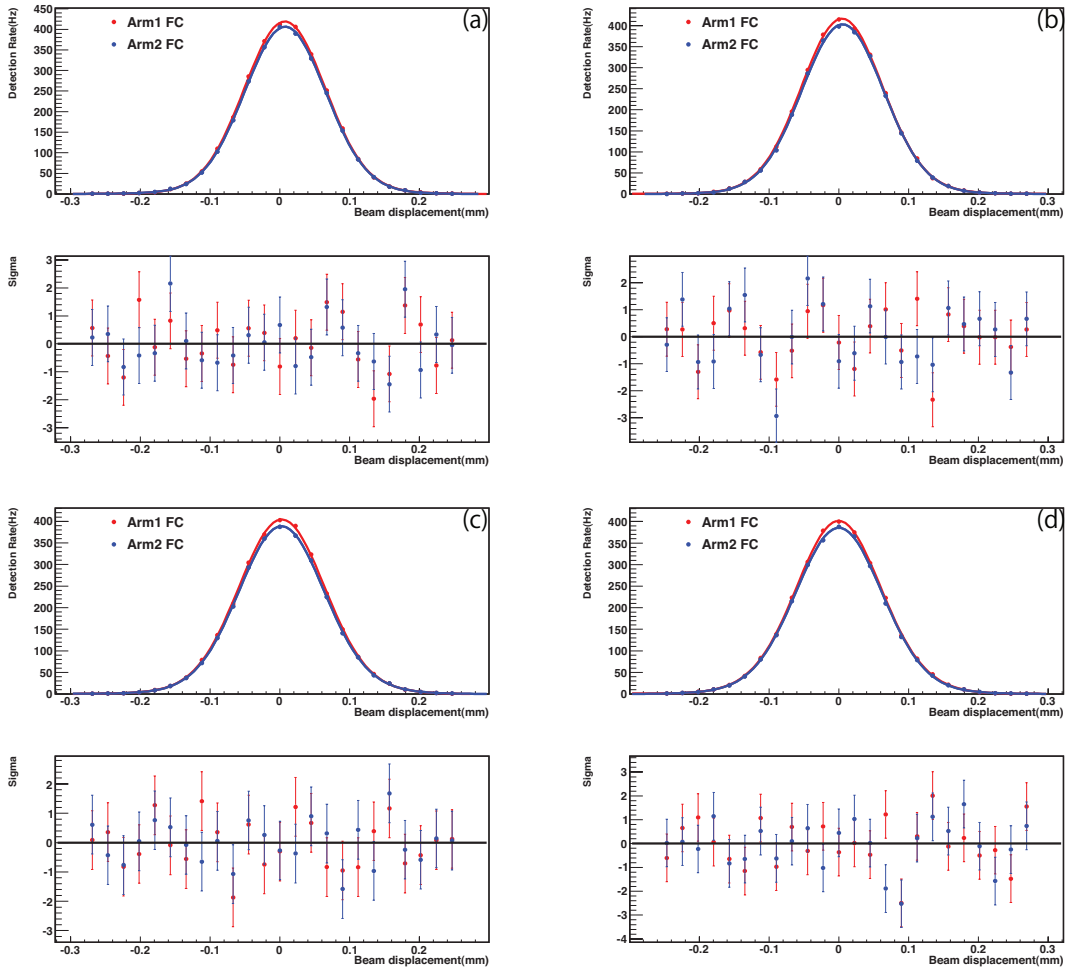 (a)
Detection Rate(Hz)
Arm1 FC
Arm2 FC
450
400
350
300
250
200
150
100
50
0
-0.3 -0.2 -0.1 0 0.1 0.2
Beam displacement(mm)
(b)
Detection Rate(Hz)
Arm1 FC
Arm2 FC
400
350
300
250
200
150
100
50
0
-0.2 -0.1 0 0.1 0.2 0.3
Beam displacement(mm)
Sigma
3
2
1
0
-1
-2
-3
-0.3 -0.2 -0.1 0 0.1 0.2
Beam displacement(mm)
Sigma
2
1
0
-1
-2
-3
-0.2 -0.1 0 0.1 0.2 0.3
Beam displacement(mm)
(c)
Detection Rate(Hz)
Arm1 FC
Arm2 FC
400
350
300
250
200
150
100
50
0
-0.3 -0.2 -0.1 0 0.1 0.2
Beam displacement(mm)
(d)
Detection Rate(Hz)
Arm1 FC
Arm2 FC
400
350
300
250
200
150
100
50
0
-0.2 -0.1 0 0.1 0.2 0.3
Beam displacement(mm)
Sigma
2
1
0
-1
-2
-3
-0.3 -0.2 -0.1 0 0.1 0.2
Beam displacement(mm)
Sigma
3
2
1
0
-1
-2
-3
-4
-0.2 -0.1 0 0.1 0.2 0.3
Beam displacement(mm)